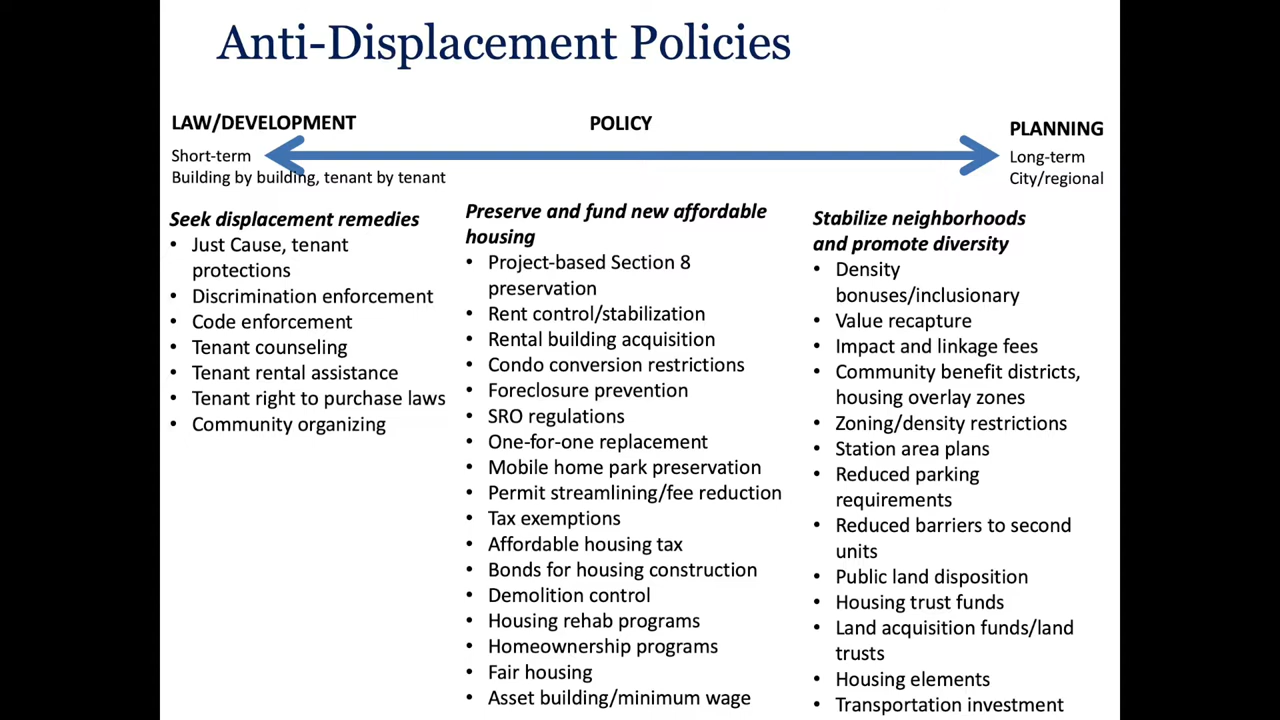 Anti-Displacement Policies
LAW/DEVELOPMENT
POLICY
PLANNING
Short-term
Building by building, tenant by tenant
Long-term
City/regional
Seek displacement remedies
• Just Cause, tenant
protections
• Discrimination enforcement
• Code enforcement
• Tenant counseling
• Tenant rental assistance
• Tenant right to purchase laws
• Community organizing
Preserve and fund new affordable
housing
• Project-based Section 8
preservation
• Rent control/stabilization
• Rental building acquisition
• Condo conversion restrictions
• Foreclosure prevention
• SRO regulations
• One-for-one replacement
• Mobile home park preservation
• Permit streamlining/fee reduction
• Tax exemptions
• Affordable housing tax
• Bonds for housing construction
• Demolition control
• Housing rehab programs
• Homeownership programs
• Fair housing
• Asset building/minimum wage
Stabilize neighborhoods
and promote diversity
• Density
bonuses/inclusionary
• Value recapture
• Impact and linkage fees
• Community benefit districts,
housing overlay zones
• Zoning/density restrictions
• Station area plans
• Reduced parking
requirements
• Reduced barriers to second
units
• Public land disposition
• Housing trust funds
• Land acquisition funds/land
trusts
• Housing elements
• Transportation investment